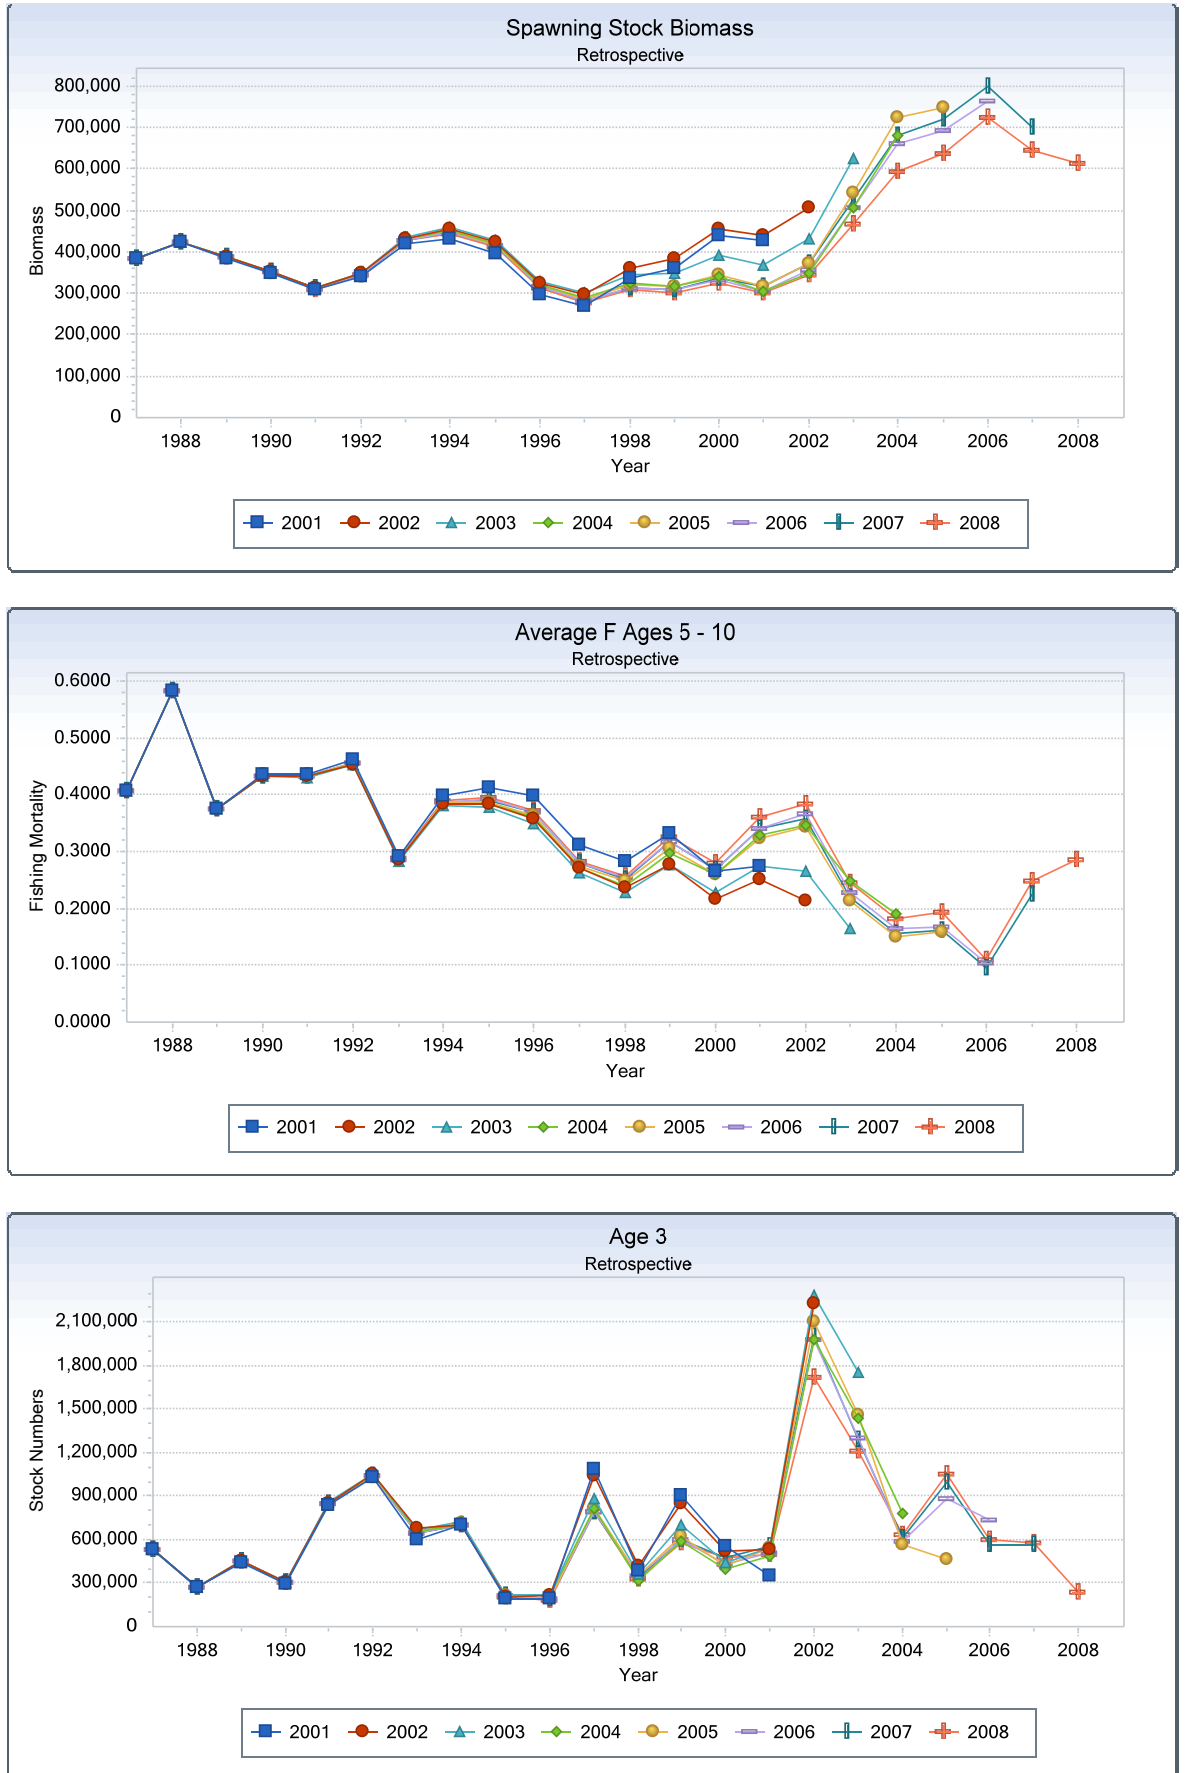 Spawning Stock Biomass
Retrospective
800,000
700,000
600,000
500,000
400,000
300,000
200,000
100,000
0
Biomass
1988 1990 1992 1994 1996 1998 2000 2002 2004 2006 2008
Year
2001 2002 2003 2004 2005 2006 2007 2008
Average F Ages 5 - 10
Retrospective
0.6000
0.5000
0.4000
0.3000
0.2000
0.1000
0.0000
Fishing Mortality
1988 1990 1992 1994 1996 1998 2000 2002 2004 2006 2008
Year
2001 2002 2003 2004 2005 2006 2007 2008
Age 3
Retrospective
2,100,000
1,800,000
1,500,000
1,200,000
900,000
600,000
300,000
0
Stock Numbers
1988 1990 1992 1994 1996 1998 2000 2002 2004 2006 2008
Year
2001 2002 2003 2004 2005 2006 2007 2008